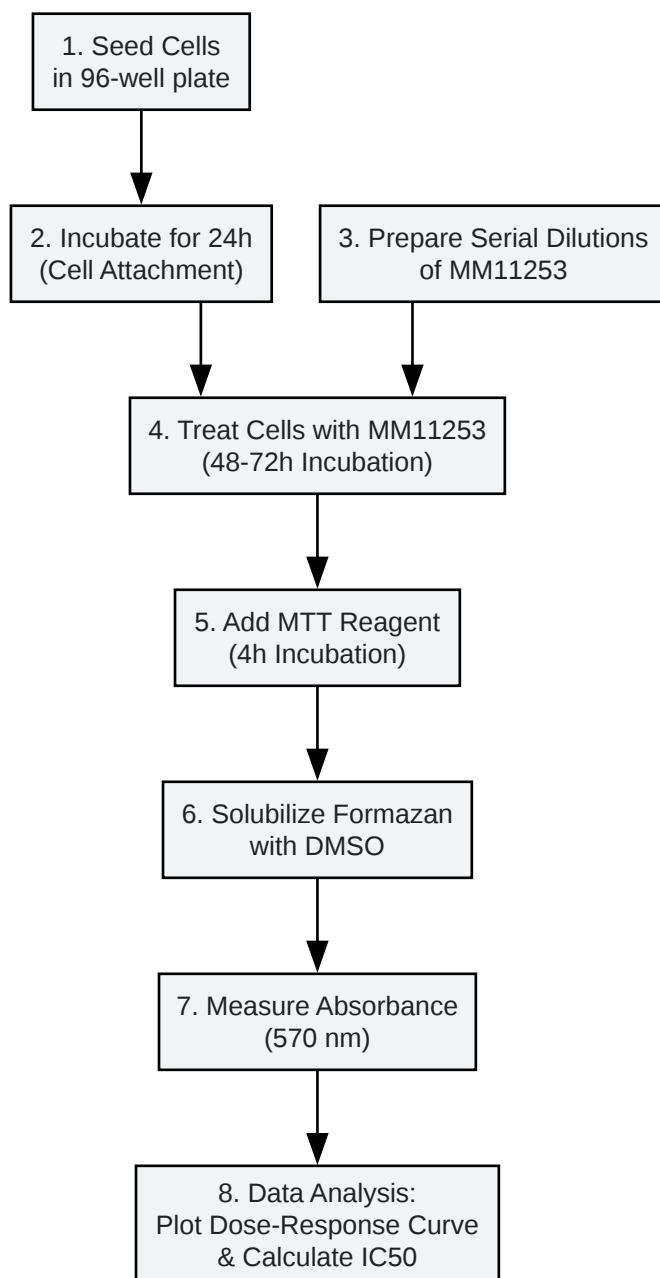 1. Seed Cells
in 96-well plate
2. Incubate for 24h
(Cell Attachment)
3. Prepare Serial Dilutions
of MM11253
4. Treat Cells with MM11253
(48-72h Incubation)
5. Add MTT Reagent
(4h Incubation)
6. Solubilize Formazan
with DMSO
7. Measure Absorbance
(570 nm)
8. Data Analysis:
Plot Dose-Response Curve
& Calculate IC50